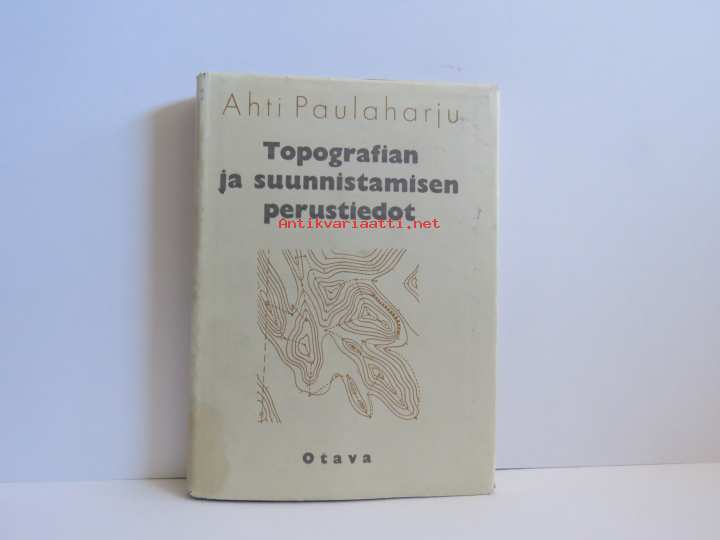 Ahti Paulaharju
Topografian
ja suunnistamisen
perustiedot
Antikvariaatti.net
Otava